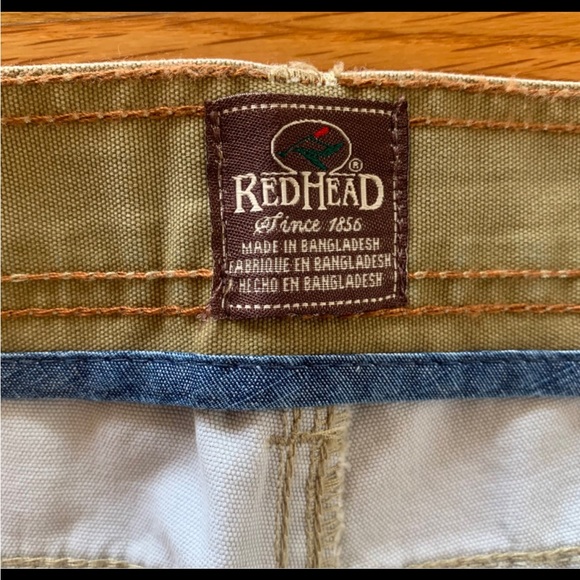 REDHEAD®
Since 1856
MADE IN BANGLADESH
FABRIQUE EN BANGLADESH
HECHO EN BANGLADESH